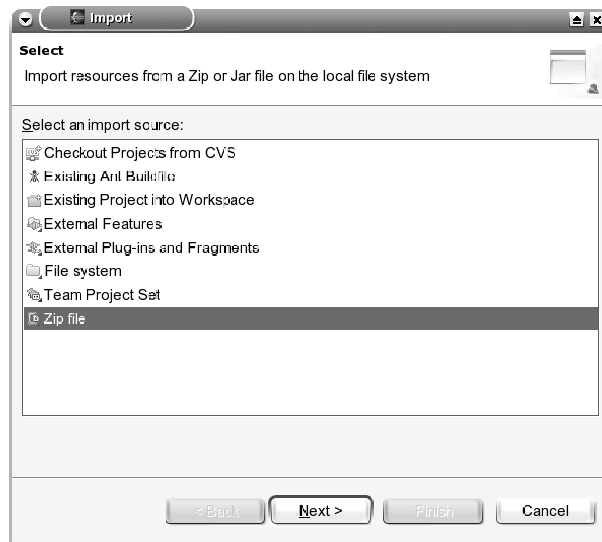 Import
Select
Import resources from a Zip or Jar file on the local file system
Select an import source:
Checkout Projects from CVS
Existing Ant Buildfile
Existing Project into Workspace
External Features
External Plug-ins and Fragments
File system
Team Project Set
Zip file
< Back Next > Finish Cancel